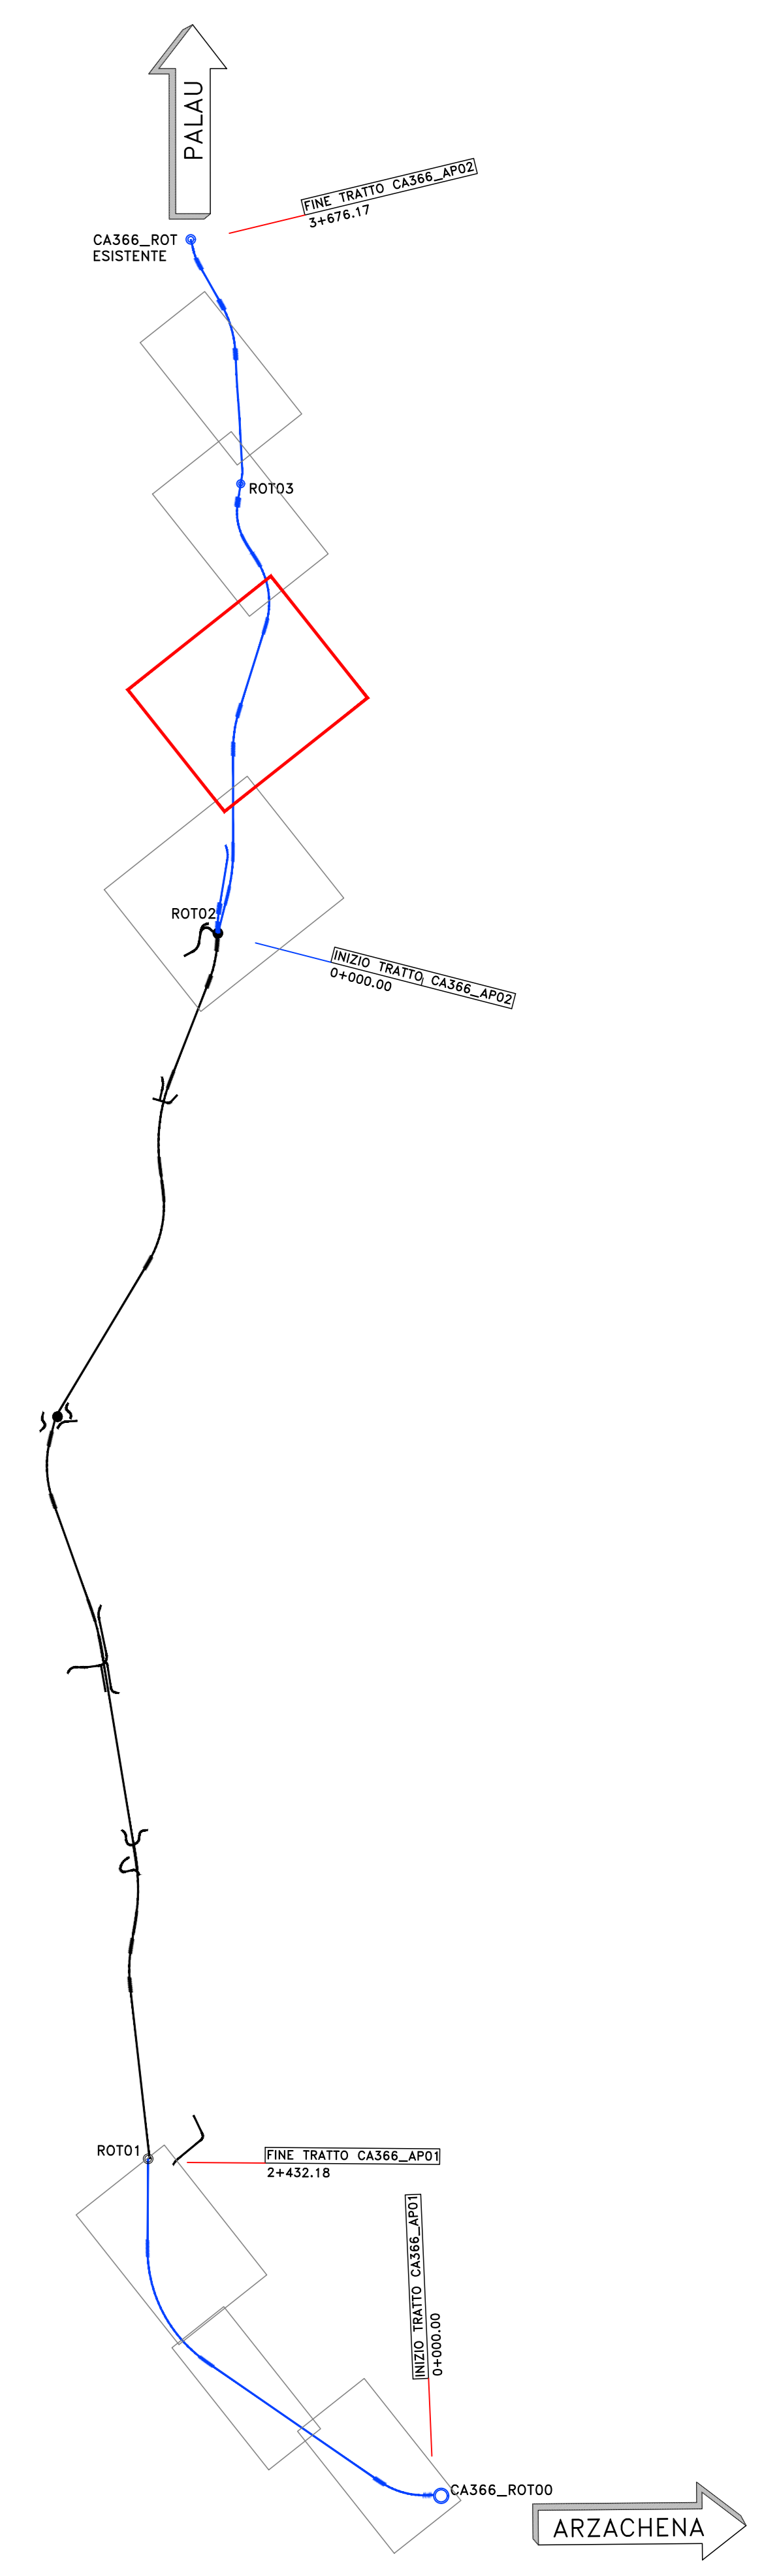 PALAU
FINE TRATTO CA366_AP02
3+676.17
CA366_ROT
ESISTENTE
ROT03
ROT02
INIZIO TRATTO CA366_AP02
0+000.00
ROT01
FINE TRATTO CA366_AP01
2+432.18
INIZIO TRATTO CA366_AP01
0+000.00
CA366_ROT00
ARZACHENA